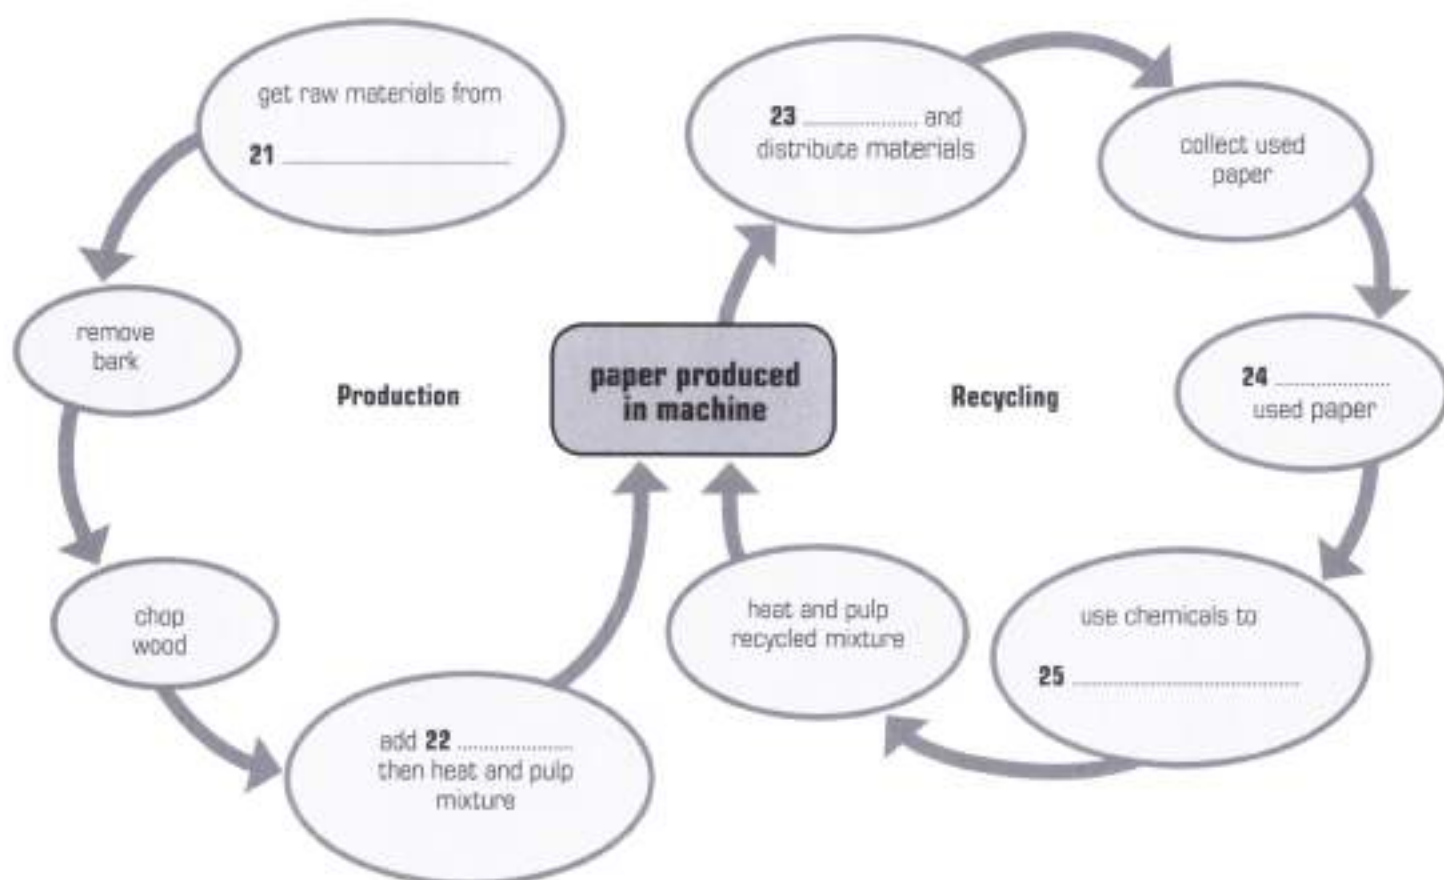 get raw materials from
21 ______________________
remove
bark
chop
wood
add 22 .....................
then heat and pulp
mixture
Production
paper produced
in machine
23 ..................... and
distribute materials
collect used
paper
24 .....................
used paper
Recycling
use chemicals to
25 ..........................................
heat and pulp
recycled mixture